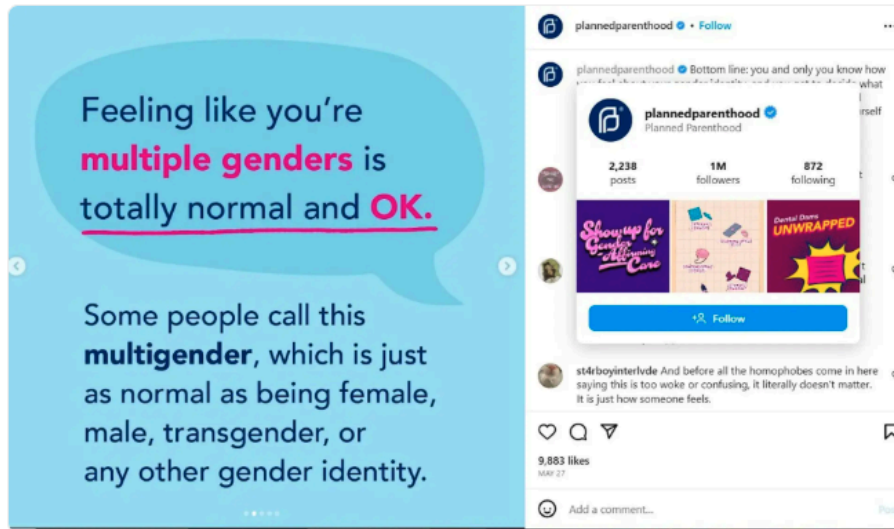 Feeling like you're
multiple genders is
totally normal and OK.
Some people call this
multigender, which is just
as normal as being female,
male, transgender, or
any other gender identity.
plannedparenthood • Follow
plannedparenthood Bottom line: you and only you know how
what
rself
plannedparenthood
Planned Parenthood
2,238 1M 872
posts followers following
Show up for
Gender
-Affirming
Care
Dental Dams
UNWRAPPED
Follow
st4rboyinterlvde And before all the homophobes come in here
saying this is too woke or confusing, it literally doesn't matter.
It is just how someone feels.
9,883 likes
MAY 27
Add a comment...